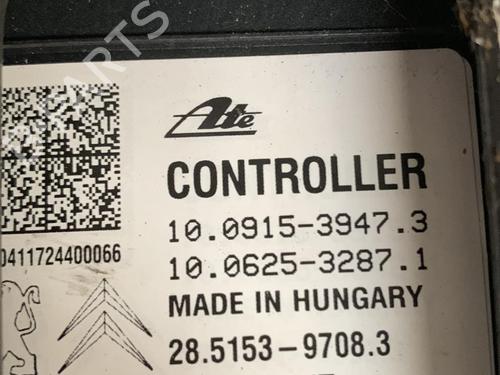 Ate
CONTROLLER
10.0915-3947.3
10.0625-3287.1
0411724400066
MADE IN HUNGARY
28.5153-9708.3